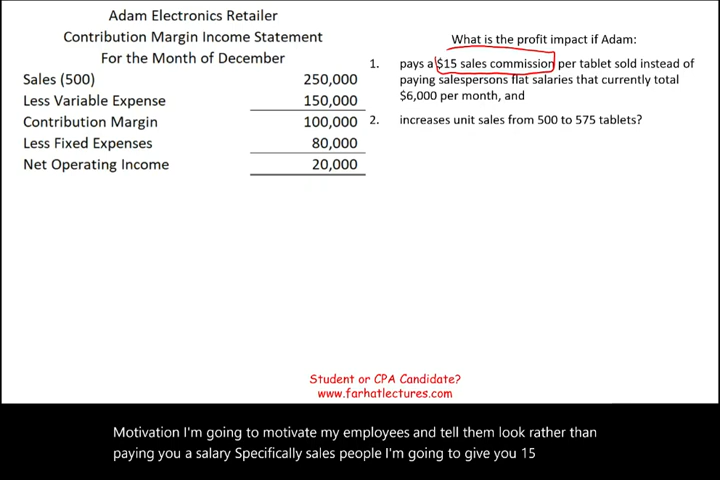 Adam Electronics Retailer
Contribution Margin Income Statement
For the Month of December
Sales (500) 250,000
Less Variable Expense 150,000
Contribution Margin 100,000
Less Fixed Expenses 80,000
Net Operating Income 20,000
What is the profit impact if Adam:
1. pays a $15 sales commission per tablet sold instead of
paying salespersons flat salaries that currently total
$6,000 per month, and
2. increases unit sales from 500 to 575 tablets?
Student or CPA Candidate?
www.farhatlectures.com
Motivation I'm going to motivate my employees and tell them look rather than
paying you a salary Specifically sales people I'm going to give you 15